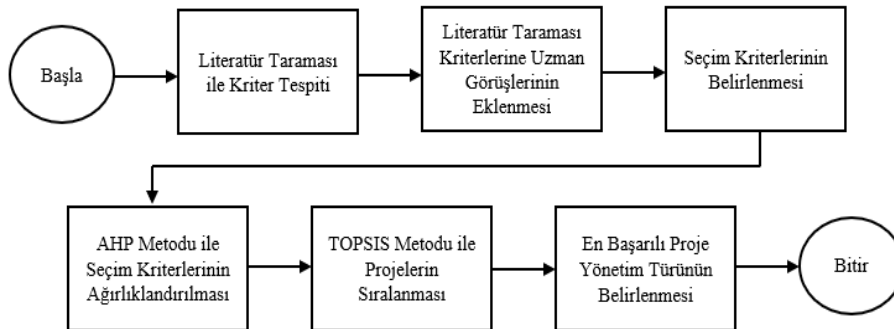 Başla
Literatür Taraması
ile Kriter Tespiti
Literatür Taraması
Kriterlerine Uzman
Görüşlerinin
Eklenmesi
Seçim Kriterlerinin
Belirlenmesi
AHP Metodu ile
Seçim Kriterlerinin
Ağırlıklandırılması
TOPSIS Metodu ile
Projelerin
Sıralanması
En Başarılı Proje
Yönetim Türünün
Belirlenmesi
Bitir